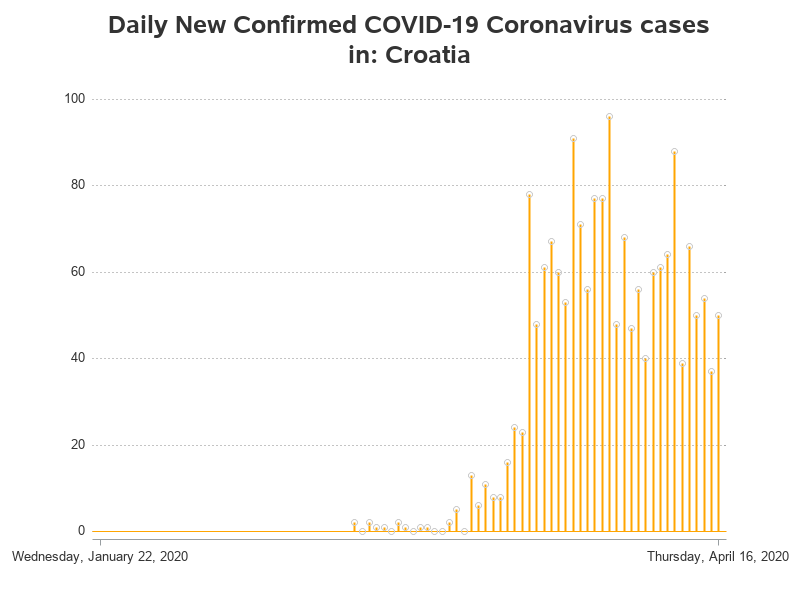 Daily New Confirmed COVID-19 Coronavirus cases
in: Croatia
100
80
60
40
20
0
Wednesday, January 22, 2020
Thursday, April 16, 2020